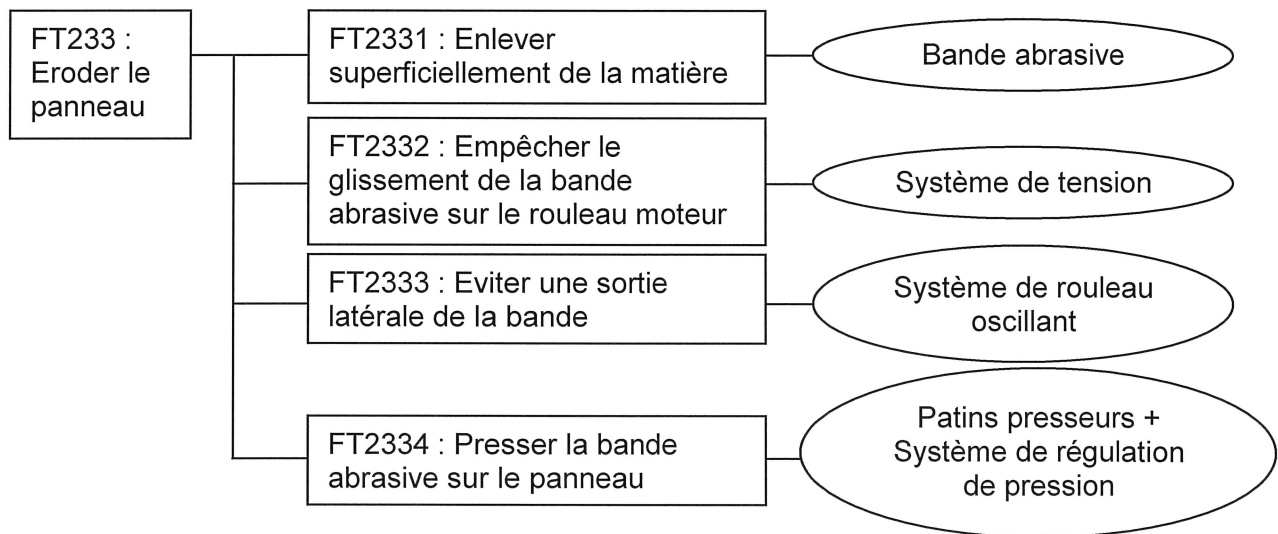 FT233 :
Eroder le
panneau
FT2331 : Enlever
superficiellement de la matière
Bande abrasive
FT2332 : Empêcher le
glissement de la bande
abrasive sur le rouleau moteur
Système de tension
FT2333 : Eviter une sortie
latérale de la bande
Système de rouleau
oscillant
FT2334 : Presser la bande
abrasive sur le panneau
Patins presseurs +
Système de régulation
de pression